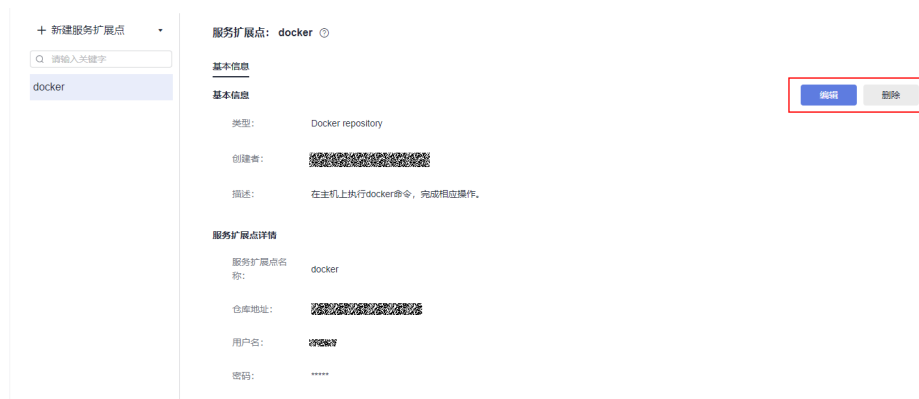 新建服务扩展点
请输入关键字
docker
服务扩展点：docker
基本信息
基本信息
编辑
删除
类型：
Docker repository
创建者：
描述：
在主机上执行docker命令，完成相应操作。
服务扩展点详情
服务扩展点名
称：
docker
仓库地址：
用户名：
密码：
*****